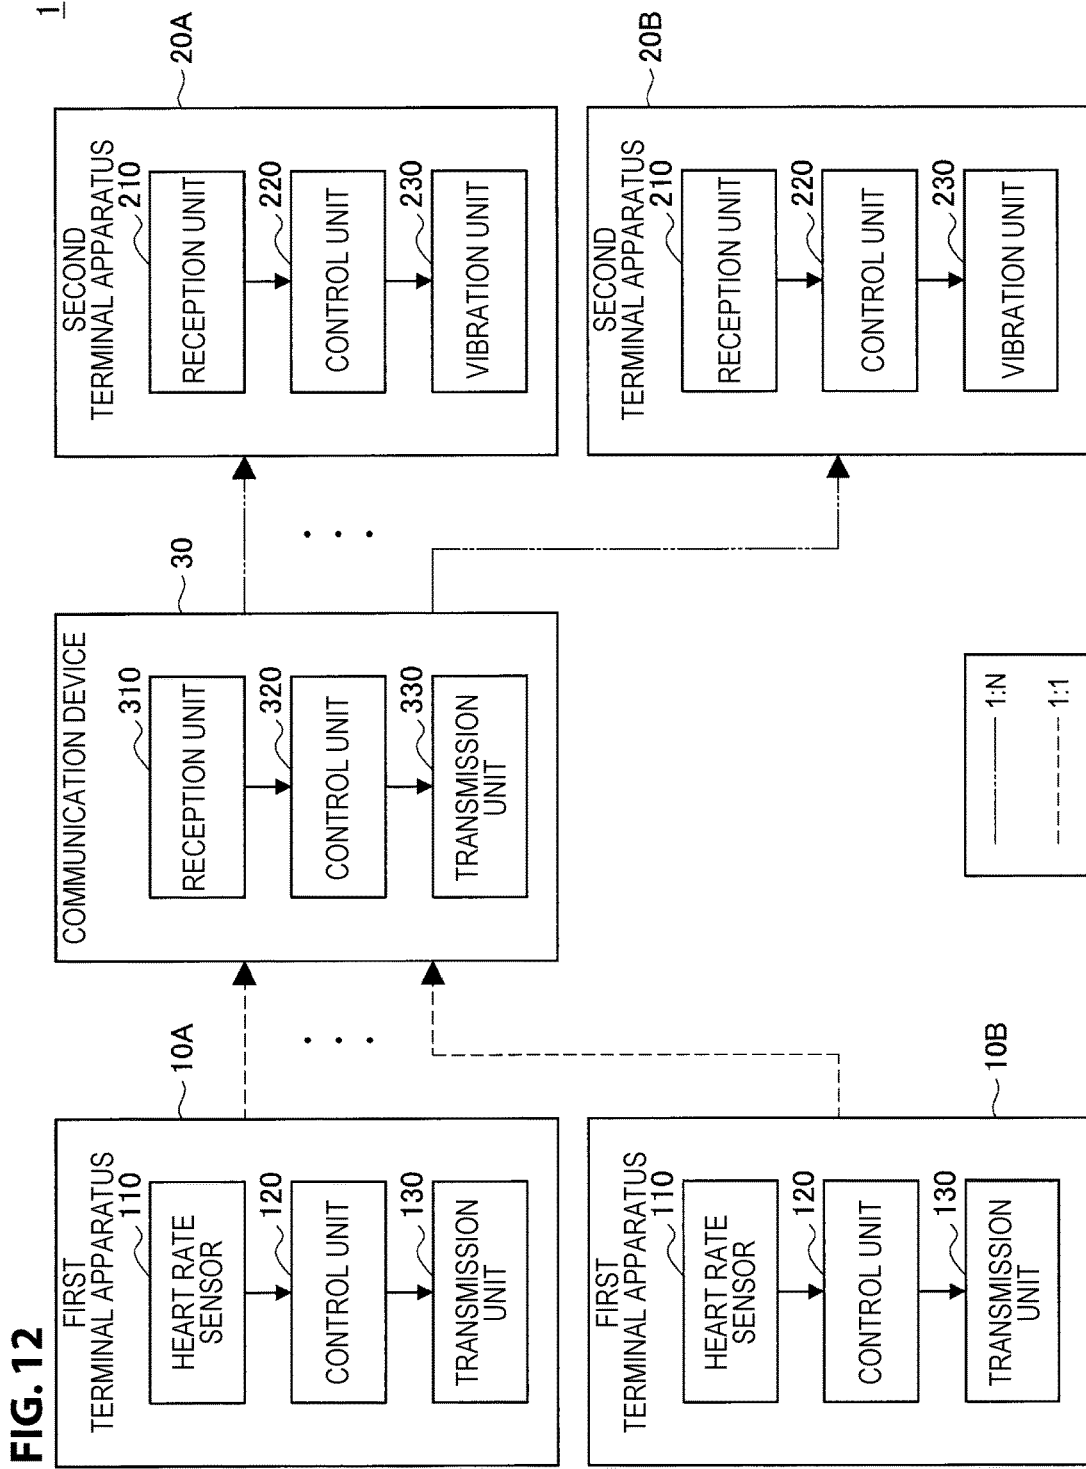 FIG. 12
1
FIRST
TERMINAL APPARATUS
10A
110
HEART RATE
SENSOR
120
CONTROL UNIT
130
TRANSMISSION
UNIT
FIRST
TERMINAL APPARATUS
10B
110
HEART RATE
SENSOR
120
CONTROL UNIT
130
TRANSMISSION
UNIT
COMMUNICATION DEVICE
30
310
RECEPTION UNIT
320
CONTROL UNIT
330
TRANSMISSION
UNIT
SECOND
TERMINAL APPARATUS
20A
210
RECEPTION UNIT
220
CONTROL UNIT
230
VIBRATION UNIT
SECOND
TERMINAL APPARATUS
20B
210
RECEPTION UNIT
220
CONTROL UNIT
230
VIBRATION UNIT
1:N
1:1